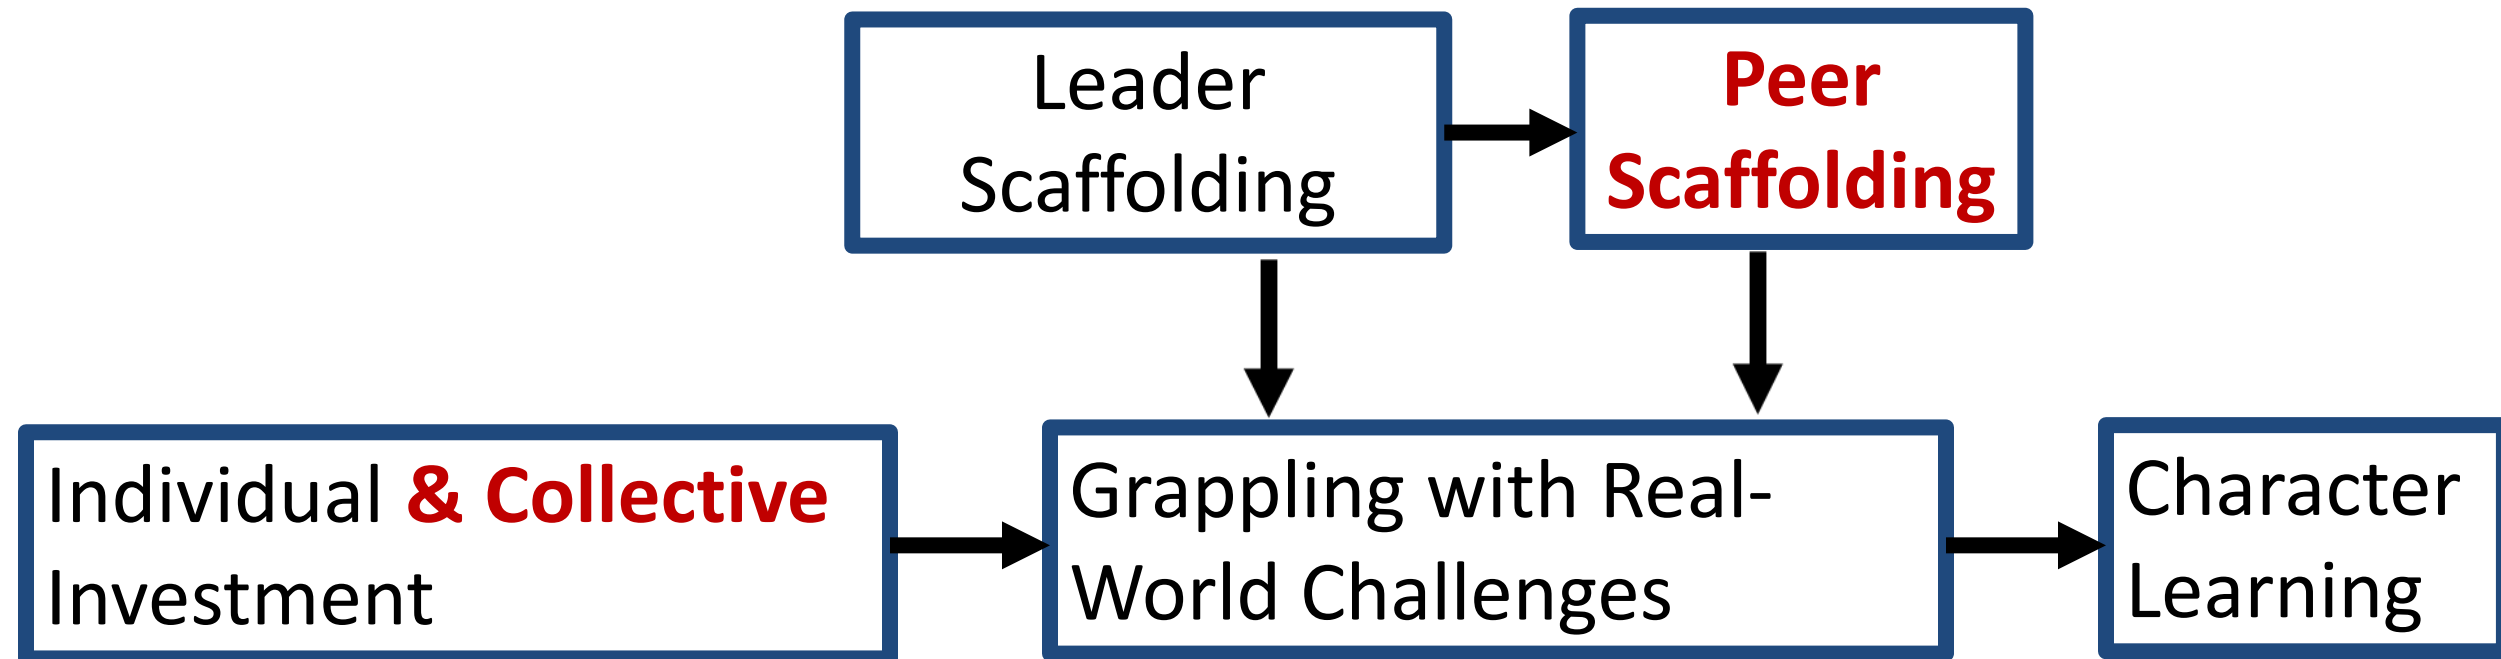 Leader
Scaffolding
Peer
Scaffolding
Individual & Collective
Investment
Grappling with Real-
World Challenges
Character
Learning